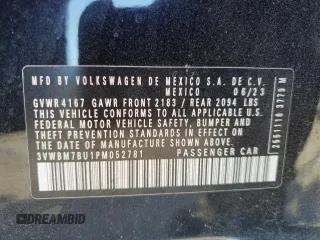 MFD. BY VOLKSWAGEN DE MEXICO S.A. DE C.V.
MEXICO 06/23
GVWR 4167 GAWR FRONT 2183 / REAR 2094 LBS
THIS VEHICLE CONFORMS TO ALL APPLICABLE U.S.
FEDERAL MOTOR VEHICLE SAFETY, BUMPER AND
THEFT PREVENTION STANDARDS IN EFFECT ON THE
DATE OF MANUFACTURE SHOWN ABOVE.
3VWBM7BU1PM052781 PASSENGER CAR
DREAMBID